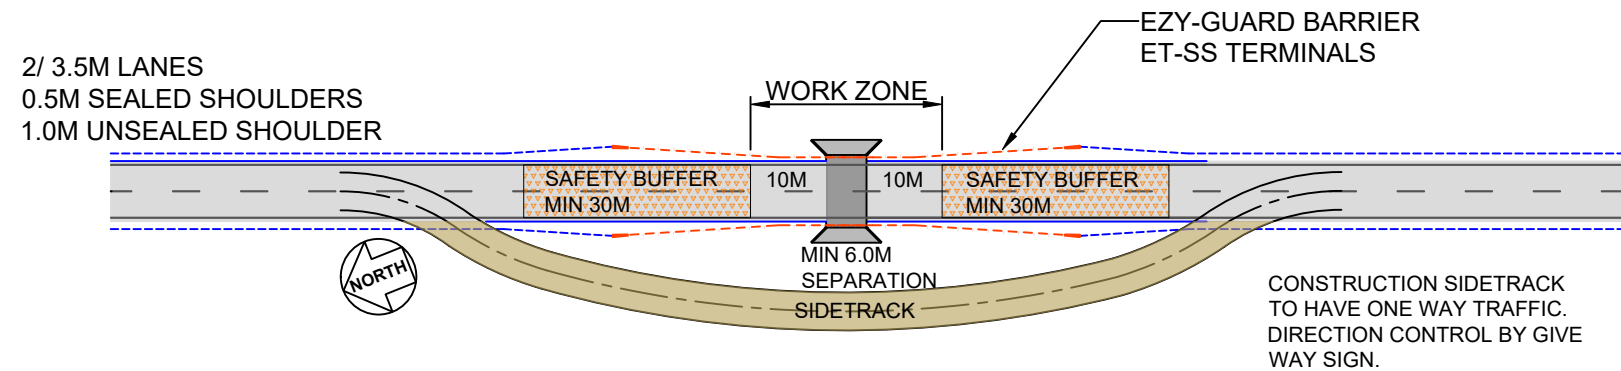 EZY-GUARD BARRIER
ET-SS TERMINALS
2/ 3.5M LANES
0.5M SEALED SHOULDERS
1.0M UNSEALED SHOULDER
WORK ZONE
SAFETY BUFFER
MIN 30M
10M
10M
SAFETY BUFFER
MIN 30M
MIN 6.0M
SEPARATION
SIDETRACK
NORTH
CONSTRUCTION SIDETRACK
TO HAVE ONE WAY TRAFFIC.
DIRECTION CONTROL BY GIVE
WAY SIGN.